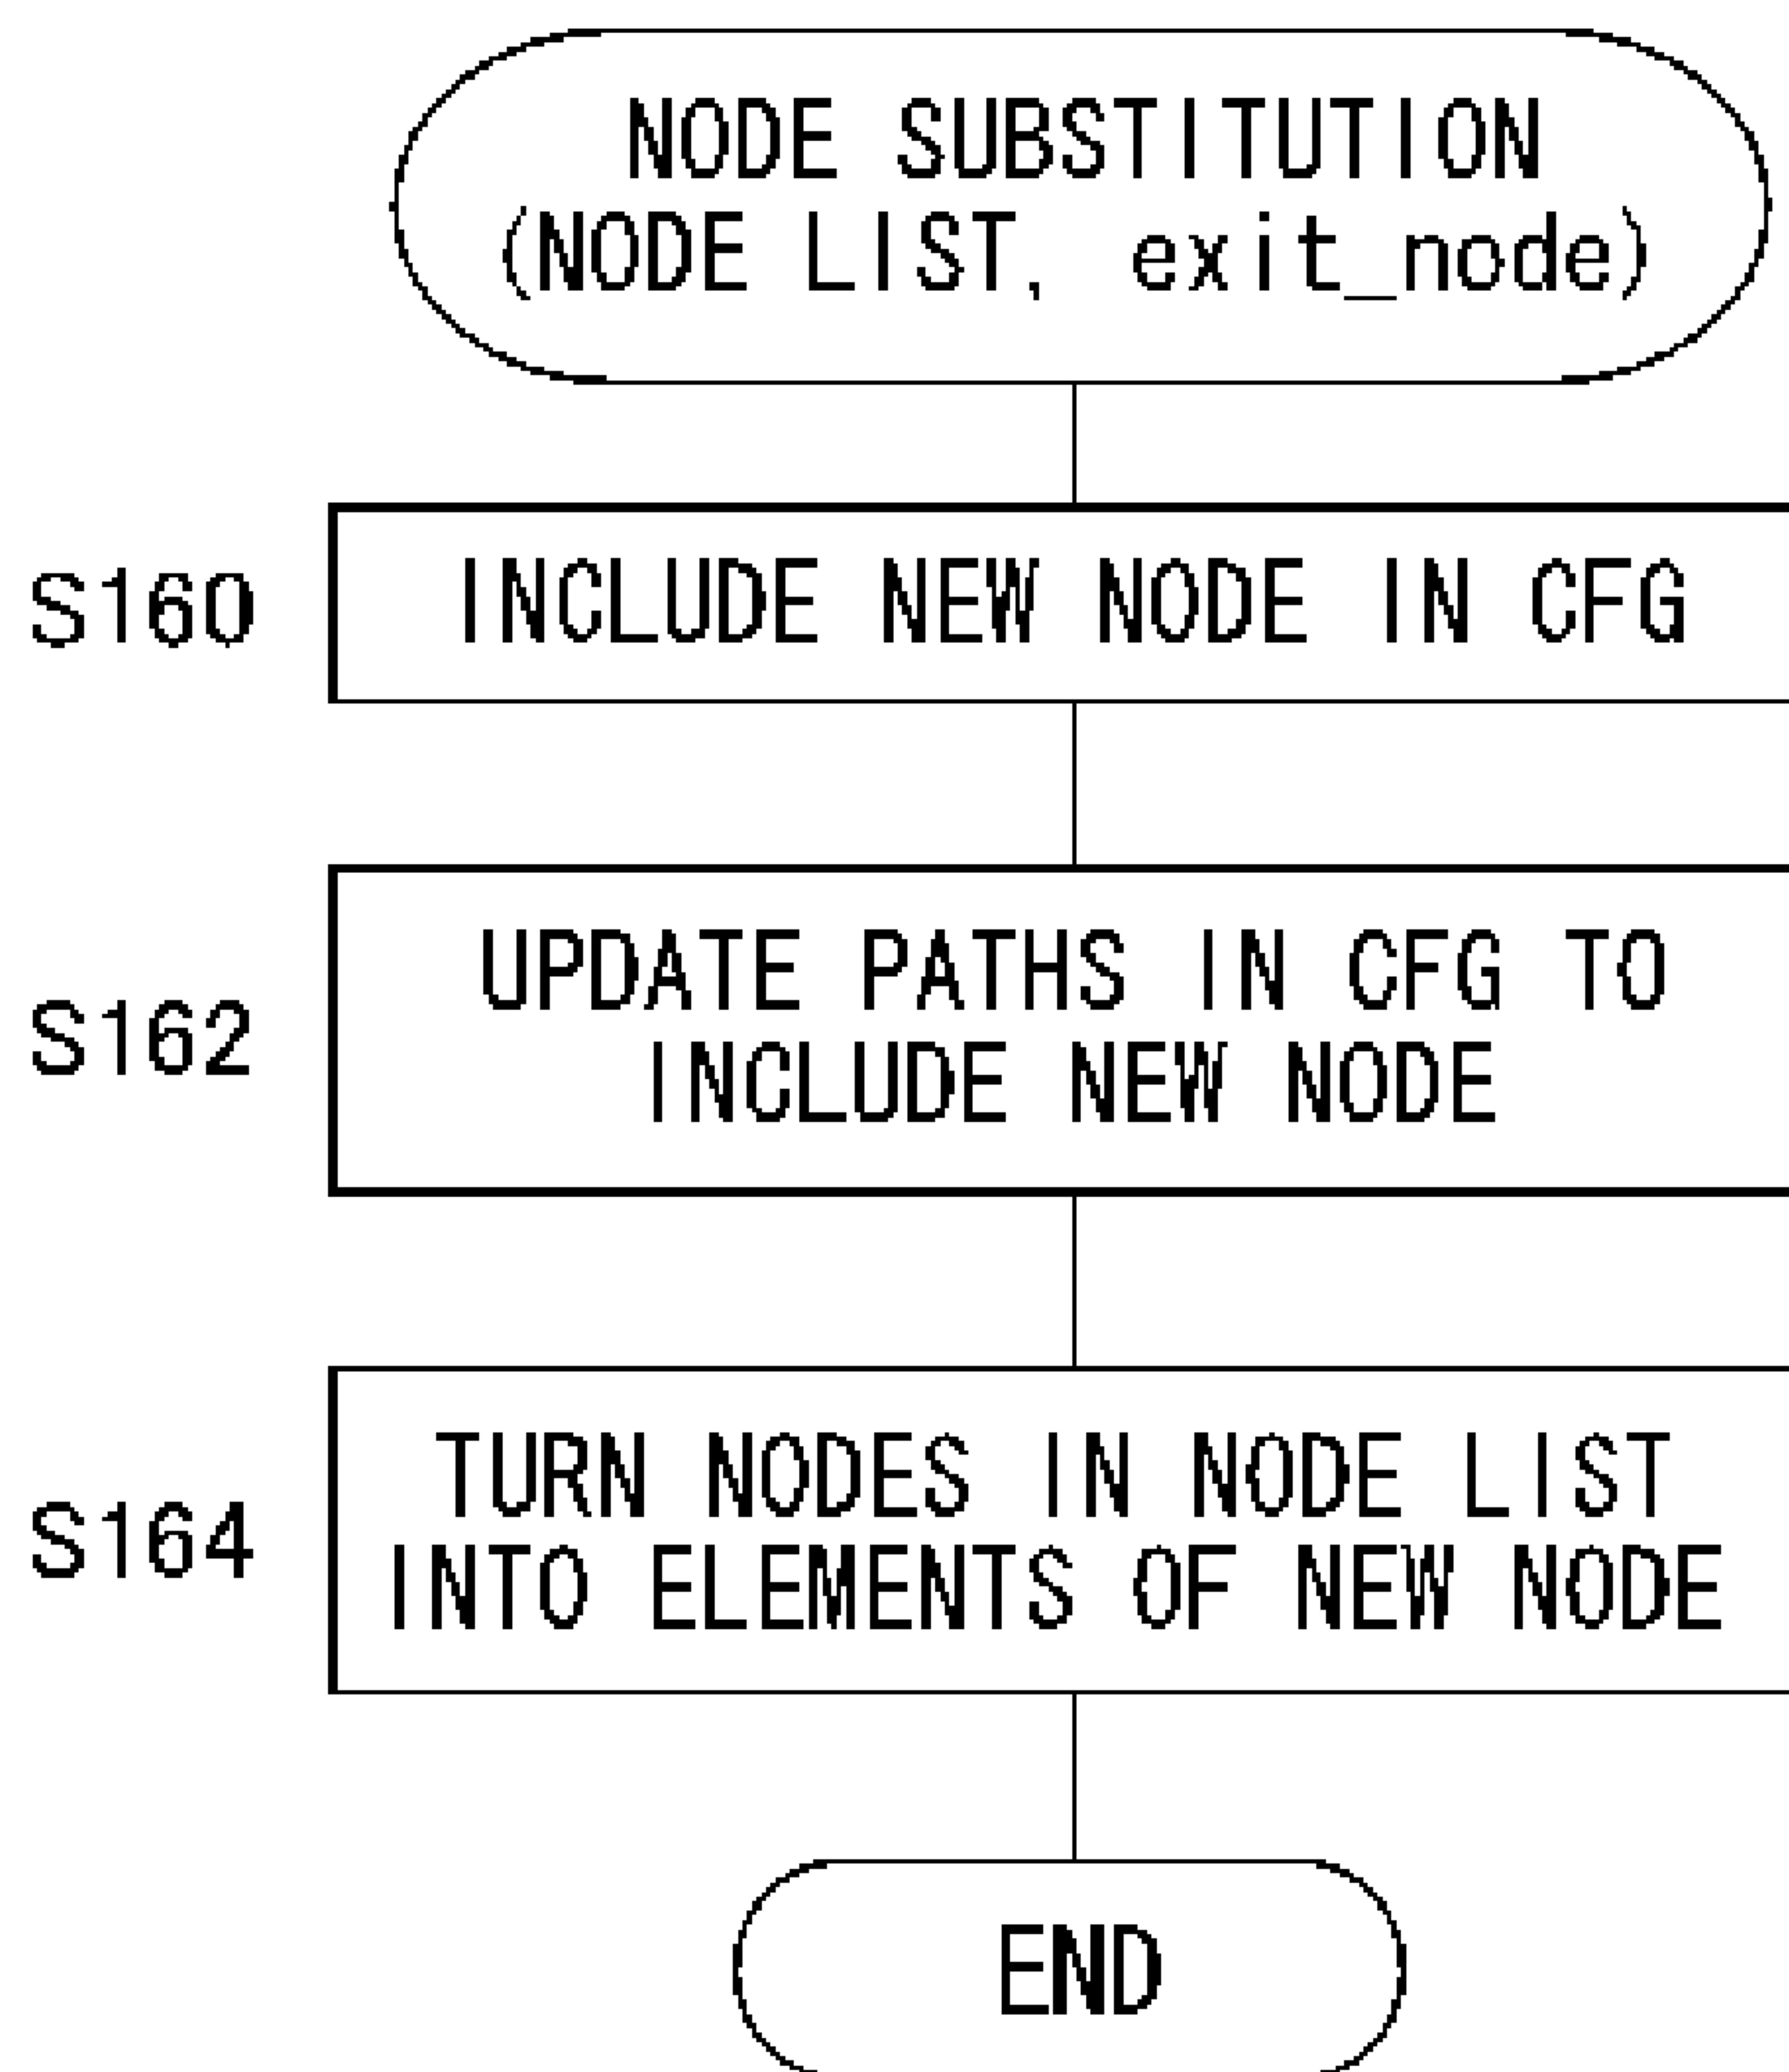 NODE SUBSTITUTION
(NODE LIST, exit_node)
S160
INCLUDE NEW NODE IN CFG
S162
UPDATE PATHS IN CFG TO
INCLUDE NEW NODE
S164
TURN NODES IN NODE LIST
INTO ELEMENTS OF NEW NODE
END